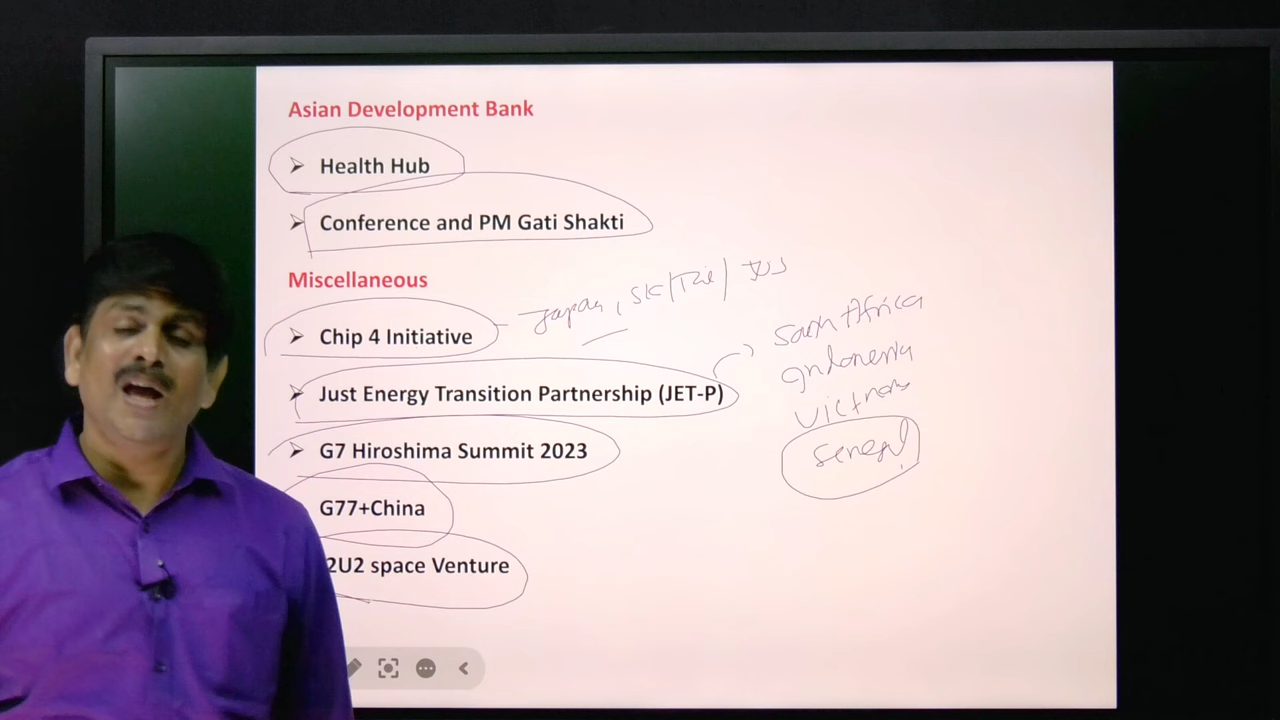 Asian Development Bank
➢ Health Hub
➢ Conference and PM Gati Shakti
Miscellaneous
➢ Chip 4 Initiative
Japan, SK/Tai/ US
➢ Just Energy Transition Partnership (JET-P)
South Africa
Indonesia
Vietnam
Senegal
➢ G7 Hiroshima Summit 2023
G77+China
2U2 space Venture